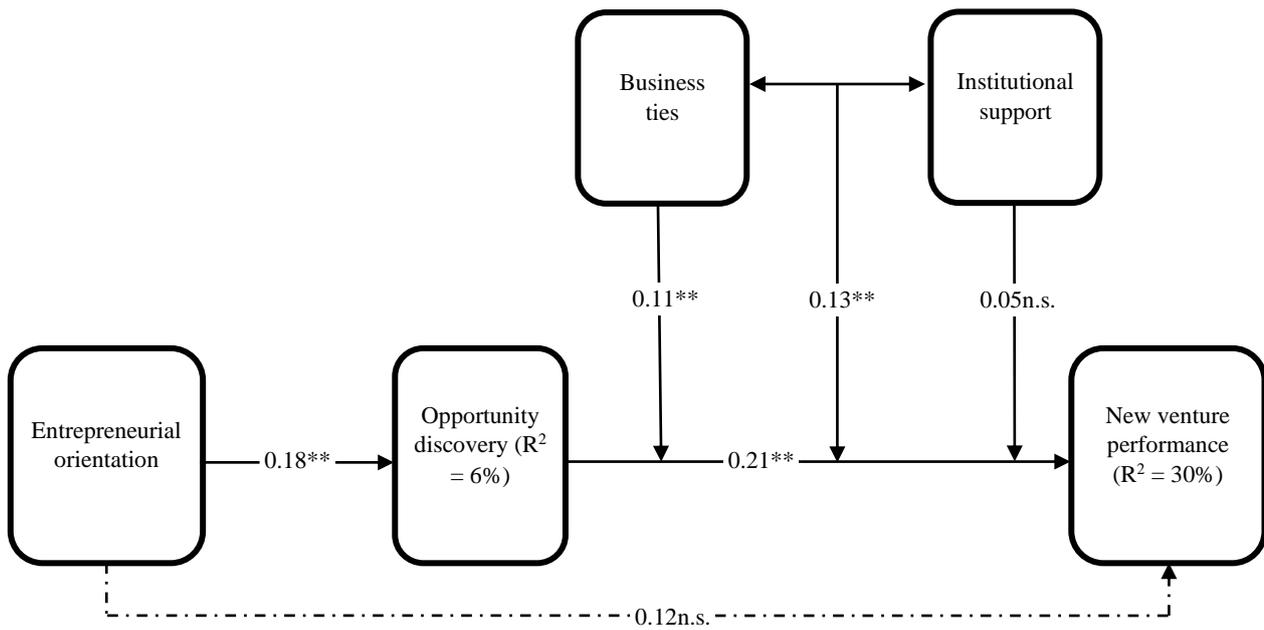 Business
ties
Institutional
support
0.11**
0.13**
0.05n.s.
Entrepreneurial
orientation
0.18**
Opportunity
discovery (R²
= 6%)
0.21**
New venture
performance
(R² = 30%)
0.12n.s.